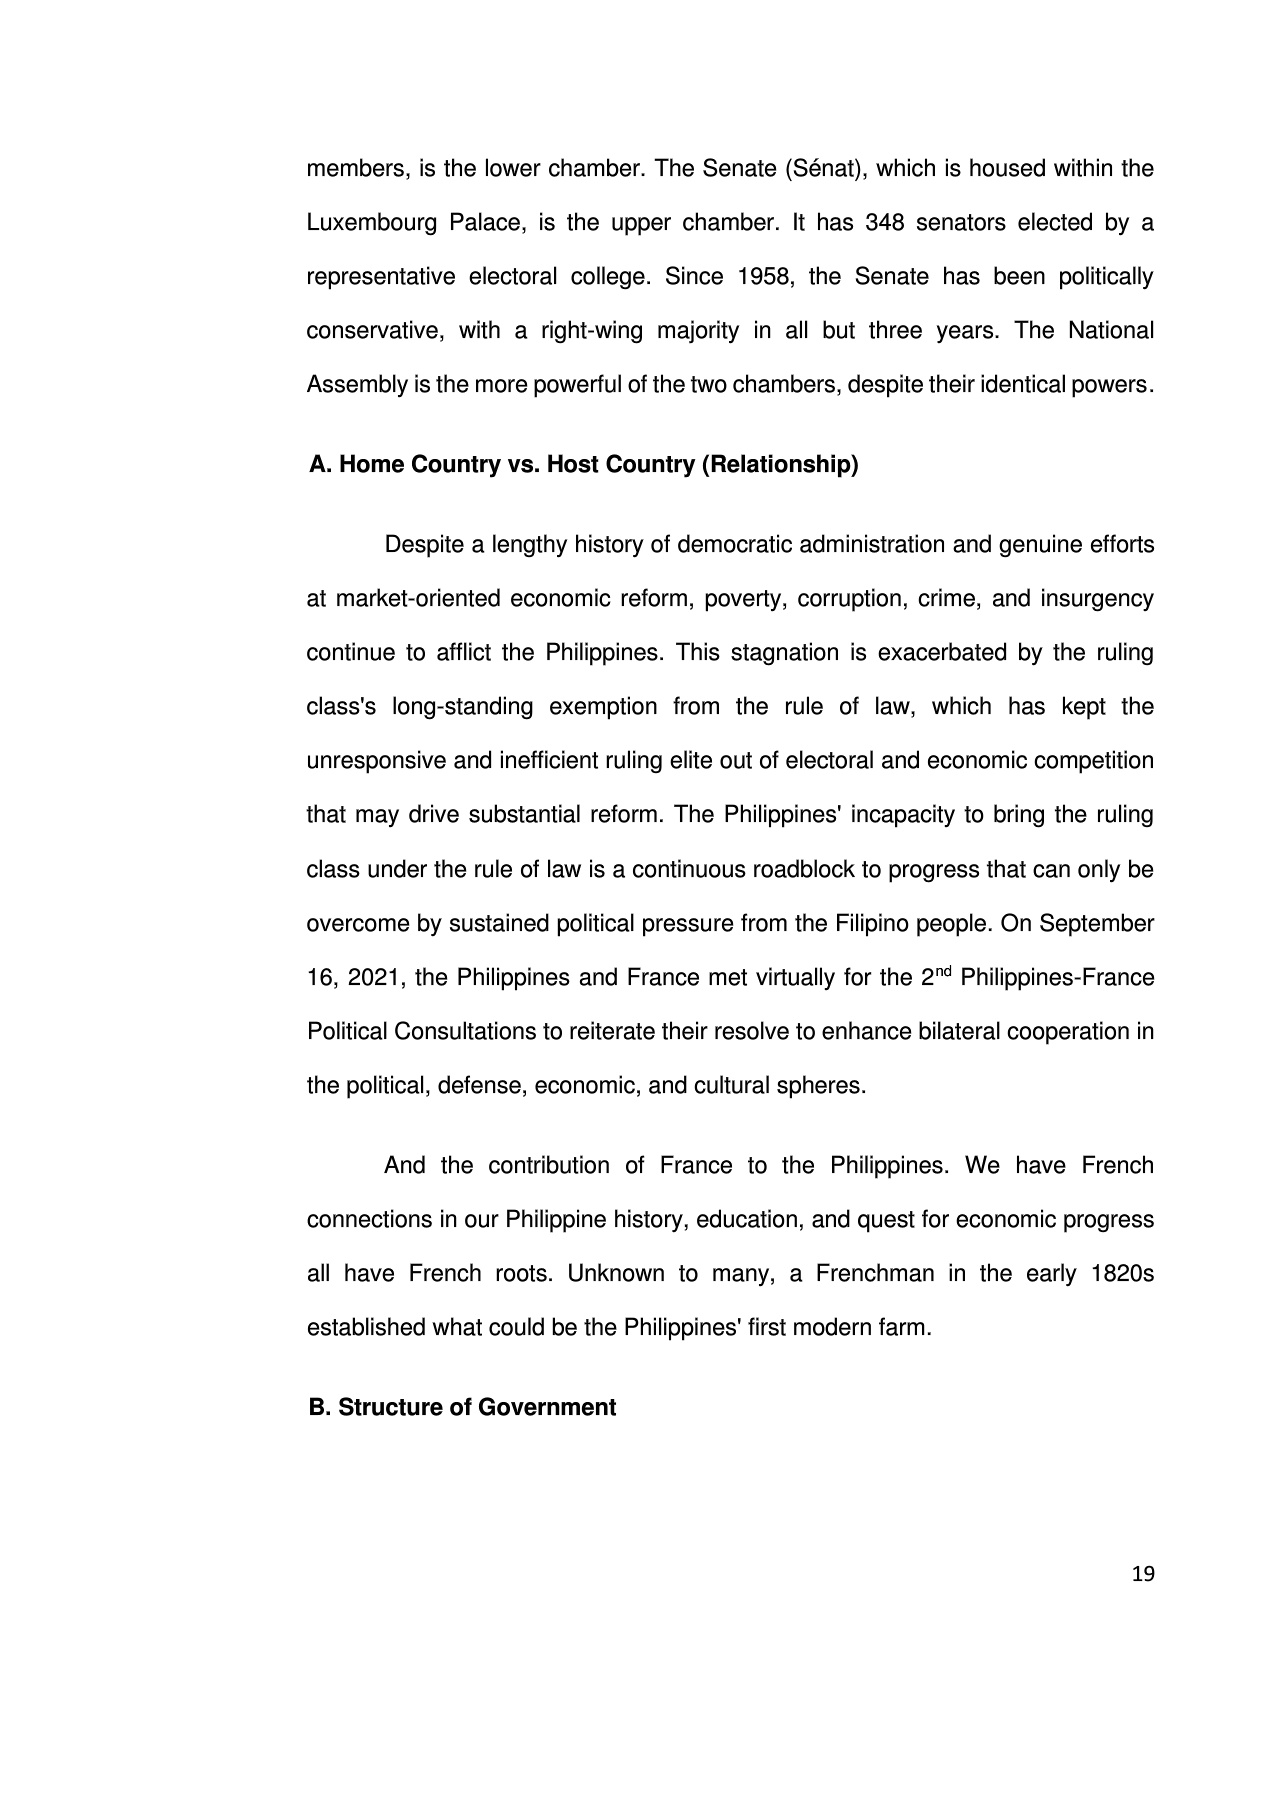 members, is the lower chamber. The Senate (Sénat), which is housed within the
Luxembourg Palace, is the upper chamber. It has 348 senators elected by a
representative electoral college. Since 1958, the Senate has been politically
conservative, with a right-wing majority in all but three years. The National
Assembly is the more powerful of the two chambers, despite their identical powers.
A. Home Country vs. Host Country (Relationship)
Despite a lengthy history of democratic administration and genuine efforts
at market-oriented economic reform, poverty, corruption, crime, and insurgency
continue to afflict the Philippines. This stagnation is exacerbated by the ruling
class's long-standing exemption from the rule of law, which has kept the
unresponsive and inefficient ruling elite out of electoral and economic competition
that may drive substantial reform. The Philippines' incapacity to bring the ruling
class under the rule of law is a continuous roadblock to progress that can only be
overcome by sustained political pressure from the Filipino people. On September
16, 2021, the Philippines and France met virtually for the 2nd Philippines-France
Political Consultations to reiterate their resolve to enhance bilateral cooperation in
the political, defense, economic, and cultural spheres.
And the contribution of France to the Philippines. We have French
connections in our Philippine history, education, and quest for economic progress
all have French roots. Unknown to many, a Frenchman in the early 1820s
established what could be the Philippines' first modern farm.
B. Structure of Government
19